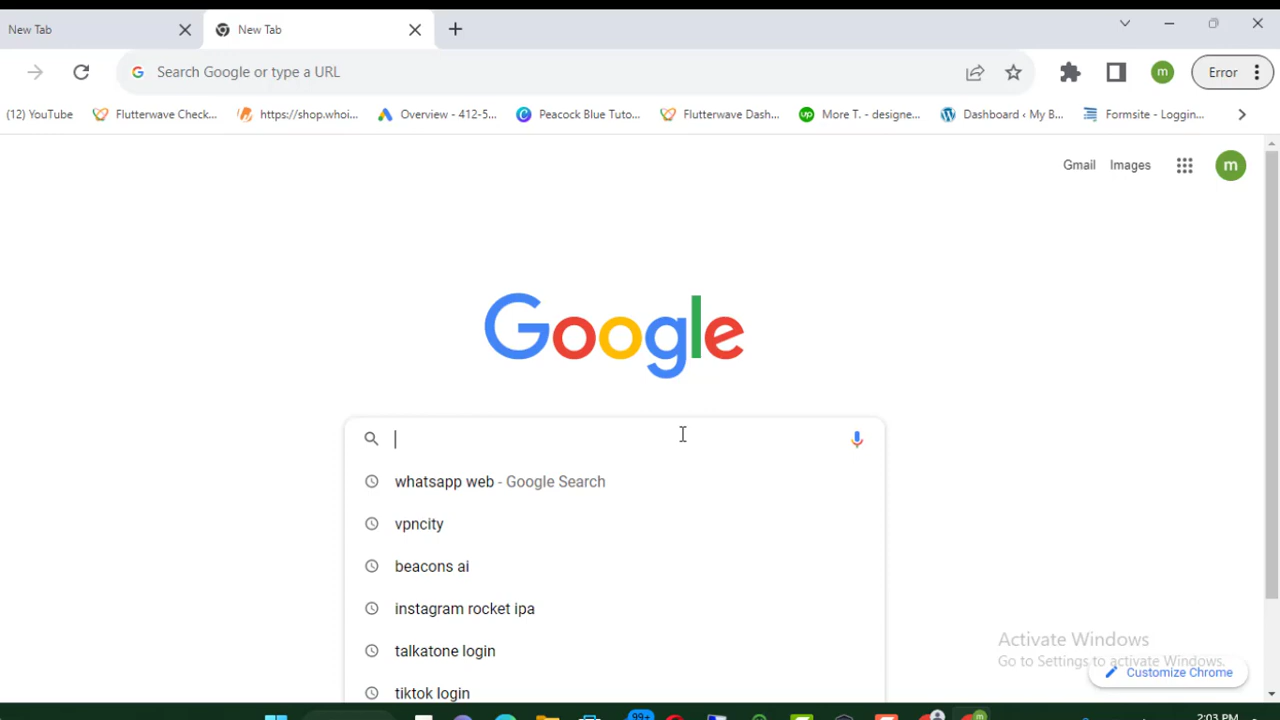 New Tab
New Tab
Search Google or type a URL
m
Error
(12) YouTube
Flutterwave Check...
https://shop.whoi...
Overview - 412-5...
Peacock Blue Tuto...
Flutterwave Dash...
More T. - designe...
Dashboard ‹ My B...
Formsite - Loggin...
Gmail
Images
m
Google
whatsapp web - Google Search
vpncity
beacons ai
instagram rocket ipa
talkatone login
tiktok login
Activate Windows
Go to Settings to activate Windows.
Customize Chrome
99+
m
2:03 PM